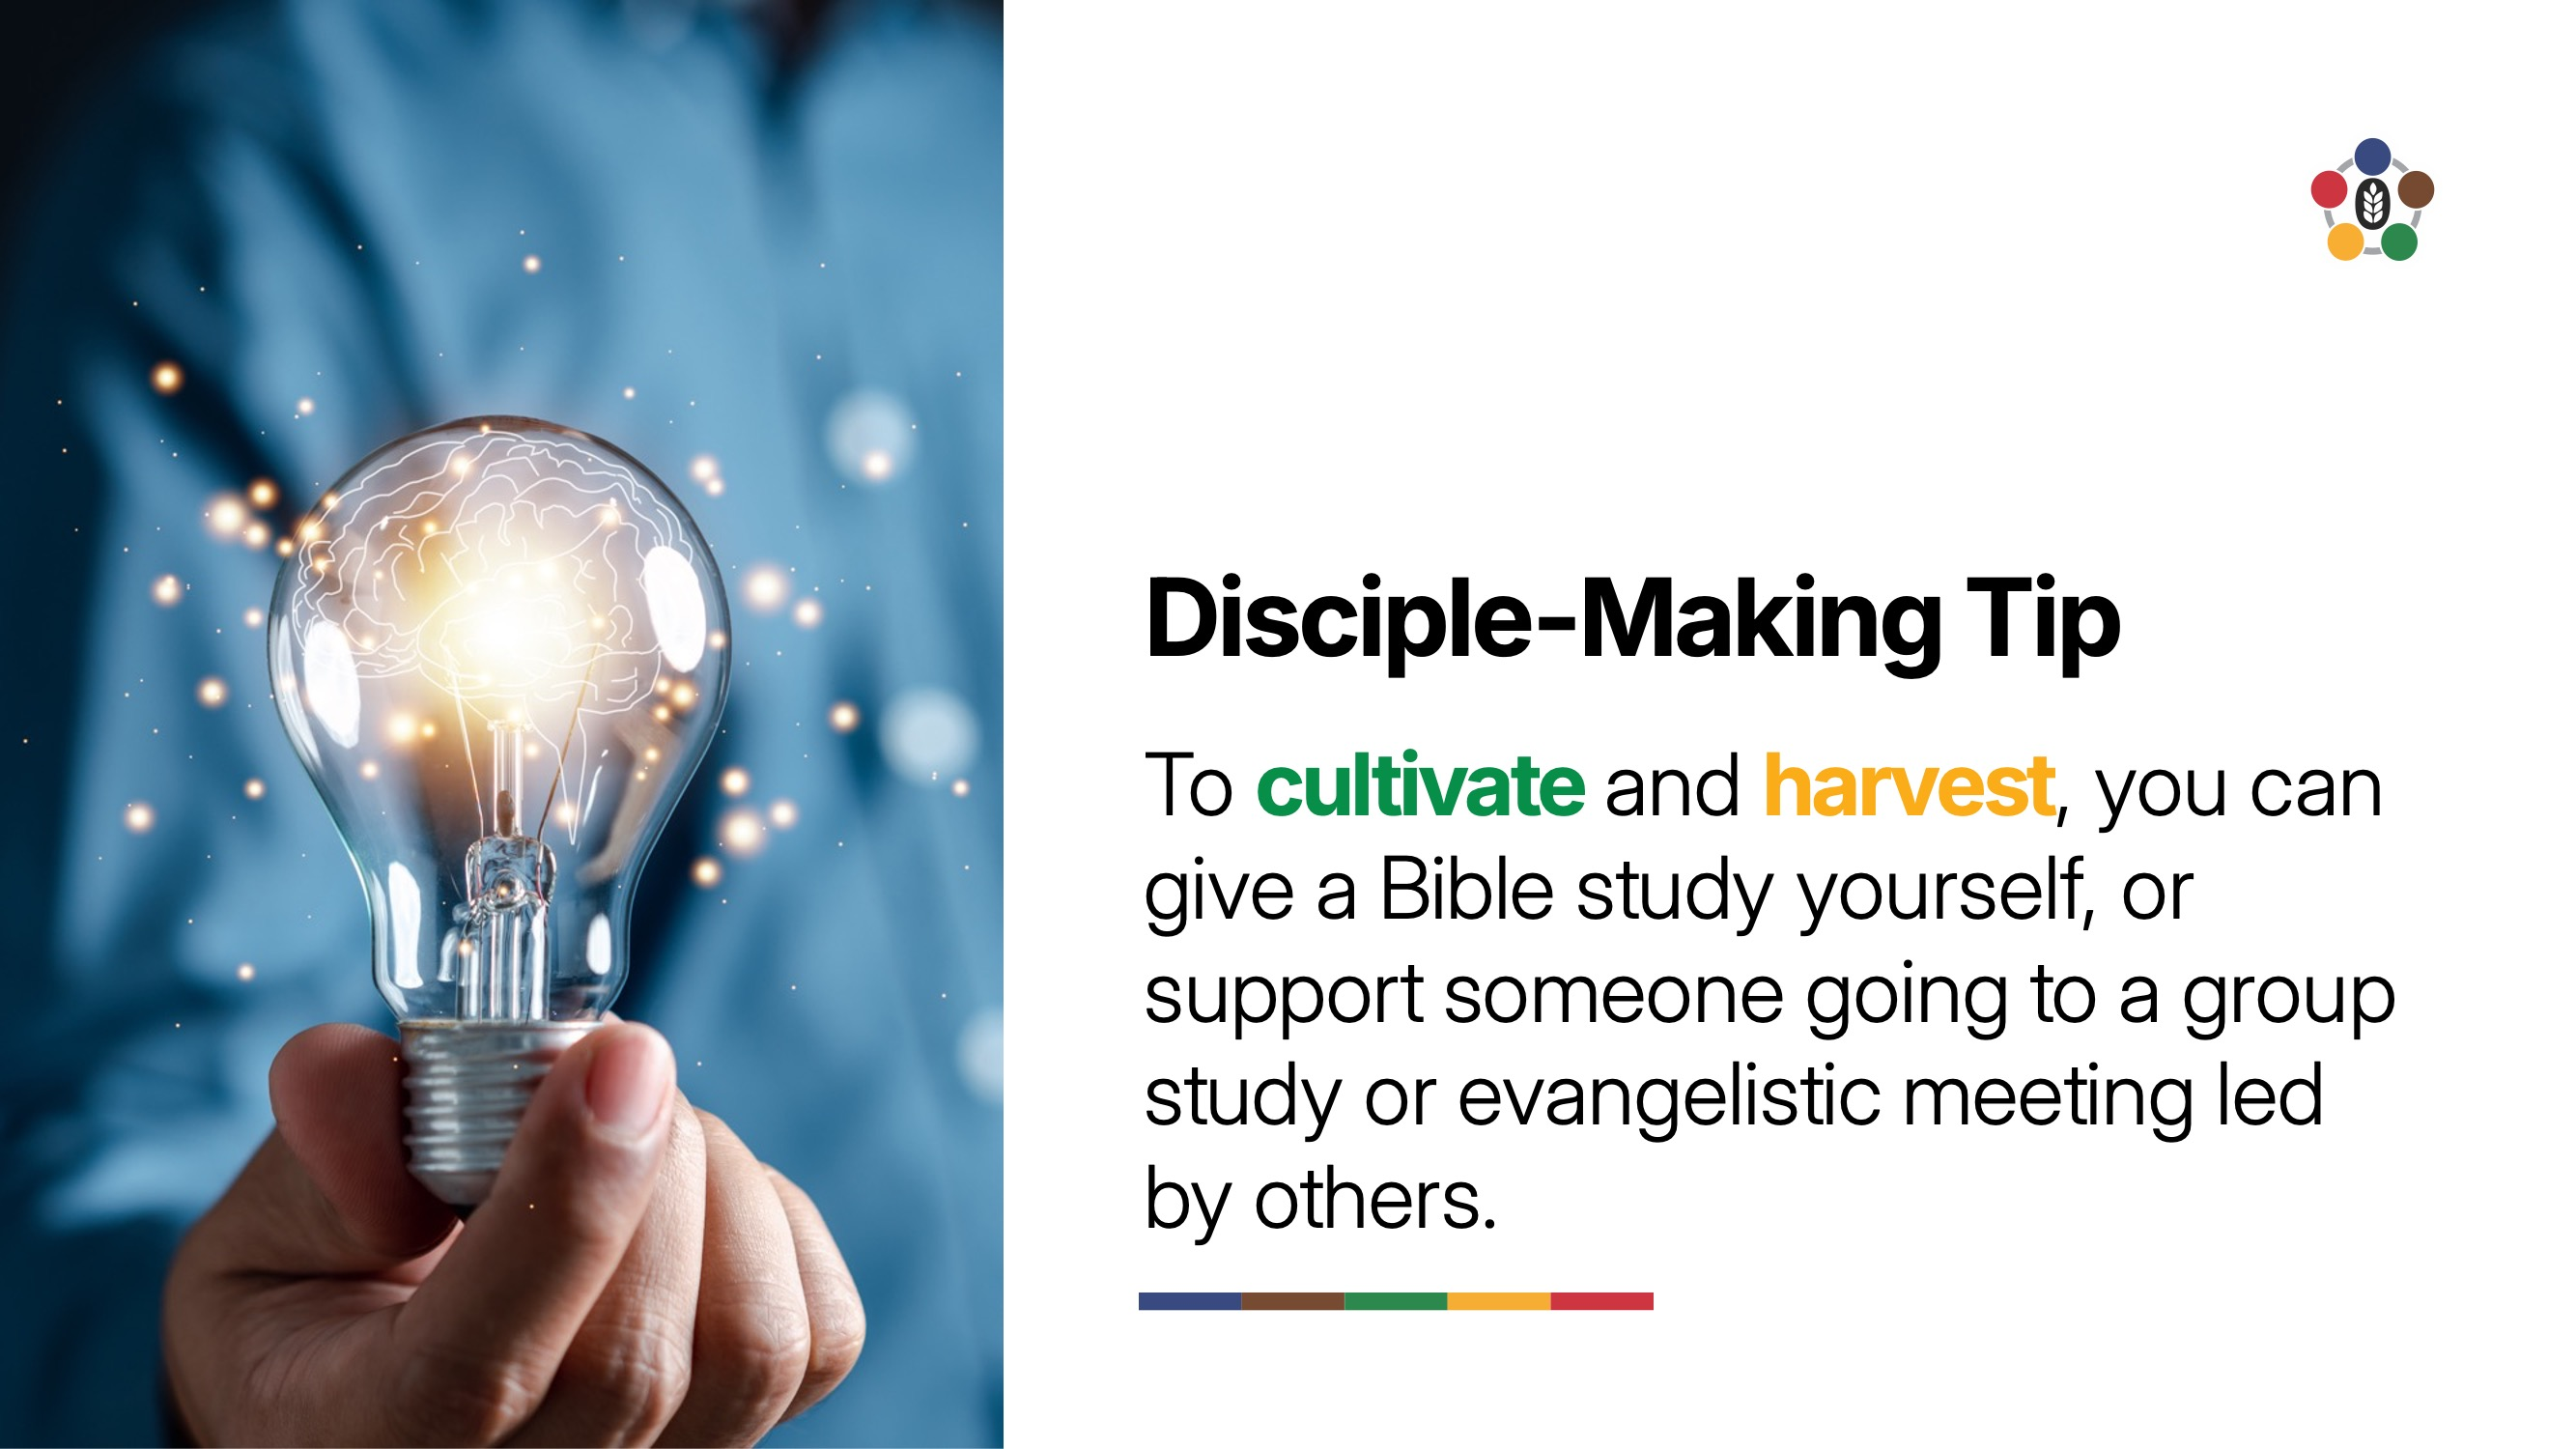 Disciple-Making Tip
To cultivate and harvest, you can
give a Bible study yourself, or
support someone going to a group
study or evangelistic meeting led
by others.